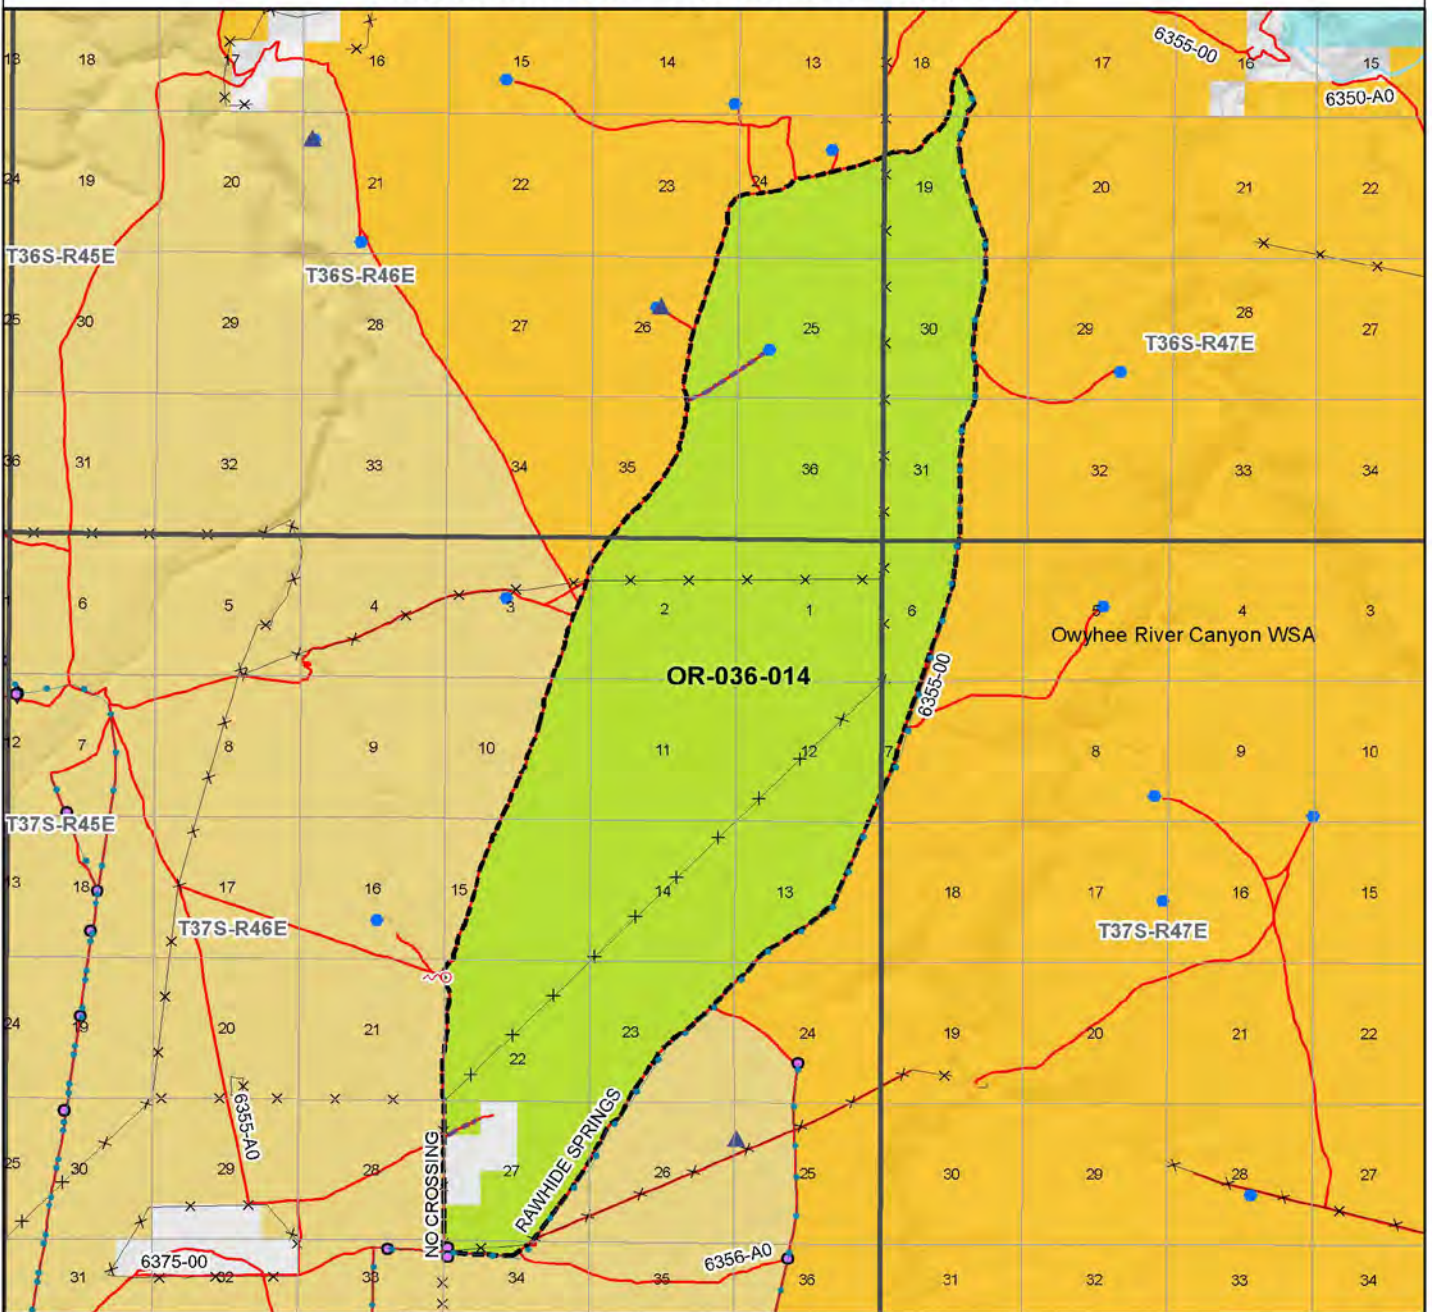 13 18 17 16 15 14 13 18 17 16 15
6355-00
6350-A0
24 19 20 21 22 23 24 19 20 21 22
T36S-R45E
T36S-R46E
25 30 29 28 27 26 25 30 29 28 27
T36S-R47E
36 31 32 33 34 35 36 31 32 33 34
6 5 4 3 2 1 6 5 4 3
Owyhee River Canyon WSA
OR-036-014
6355-00
12 7 8 9 10 11 12 7 8 9 10
T37S-R45E
13 18 17 16 15 14 13 18 17 16 15
T37S-R46E
T37S-R47E
24 19 20 21 22 23 24 19 20 21 22
6355-A0
NO CROSSING
RAWHIDE SPRINGS
25 30 29 28 27 26 25 30 29 28 27
6375-00
6356-A0
31 32 33 34 35 36 31 32 33 34